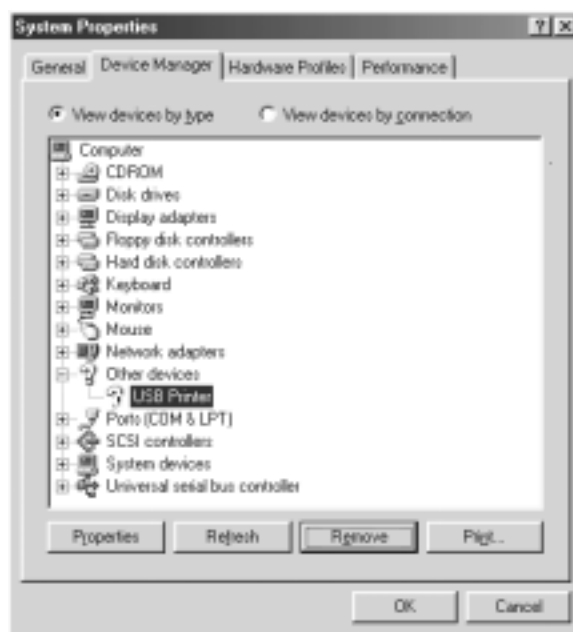 System Properties
General Device Manager Hardware Profiles Performance
View devices by type View devices by connection
Computer
CDROM
Disk drives
Display adapters
Floppy disk controllers
Hard disk controllers
Keyboard
Monitors
Mouse
Network adapters
Other devices
USB Printer
Ports (COM & LPT)
SCSI controllers
System devices
Universal serial bus controller
Properties Refresh Remove Print...
OK Cancel